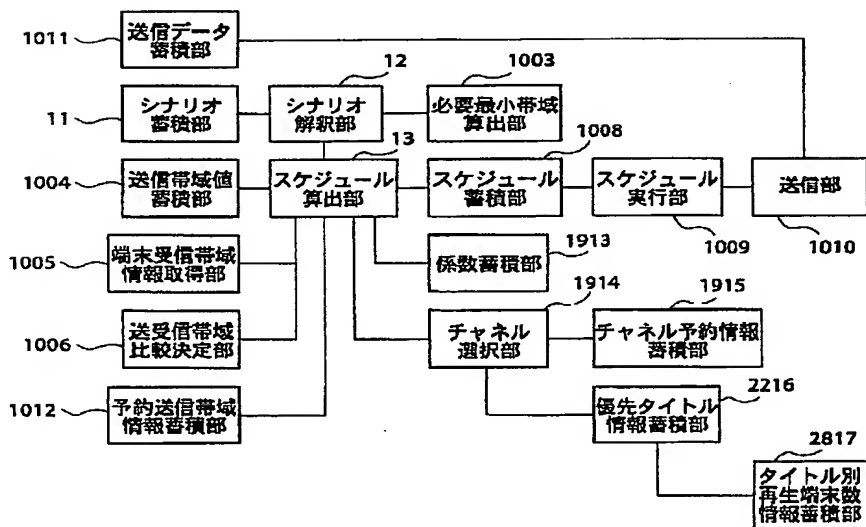 1011
送信データ
蓄積部
12
1003
11
シナリオ
蓄積部
シナリオ
解釈部
必要最小帯域
算出部
13
1008
1004
送信帯域値
蓄積部
スケジュール
算出部
スケジュール
蓄積部
スケジュール
実行部
送信部
1009
1010
1005
端末受信帯域
情報取得部
1913
係数蓄積部
1914
1915
1006
送受信帯域
比較決定部
チャネル
選択部
チャネル予約情報
蓄積部
2216
1012
予約送信帯域
情報蓄積部
優先タイトル
情報蓄積部
2817
タイトル別
再生端末数
情報蓄積部